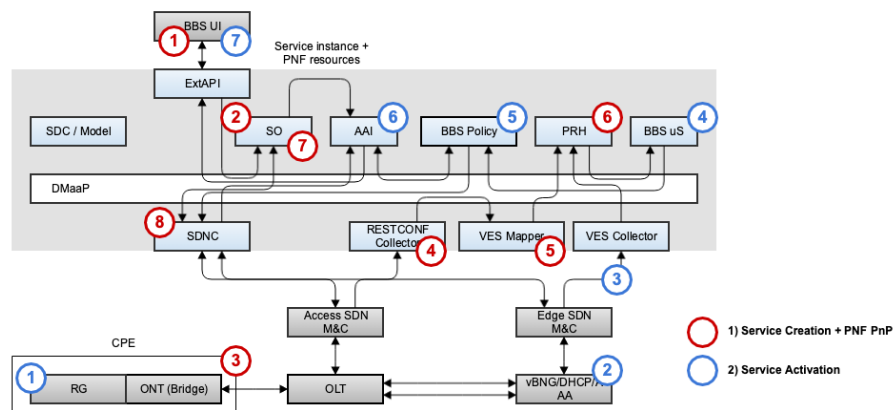 BBS UI
1
7
Service instance +
PNF resources
ExtAPI
2
SDC / Model
SO
7
AAI
6
BBS Policy
5
PRH
6
BBS uS
4
DMaaP
8
SDNC
RESTCONF
Collector
4
VES Mapper
5
VES Collector
3
Access SDN
M&C
Edge SDN
M&C
1) Service Creation + PNF PnP
2) Service Activation
CPE
3
1
RG
ONT (Bridge)
OLT
vBNG/DHCP/A
AA
2